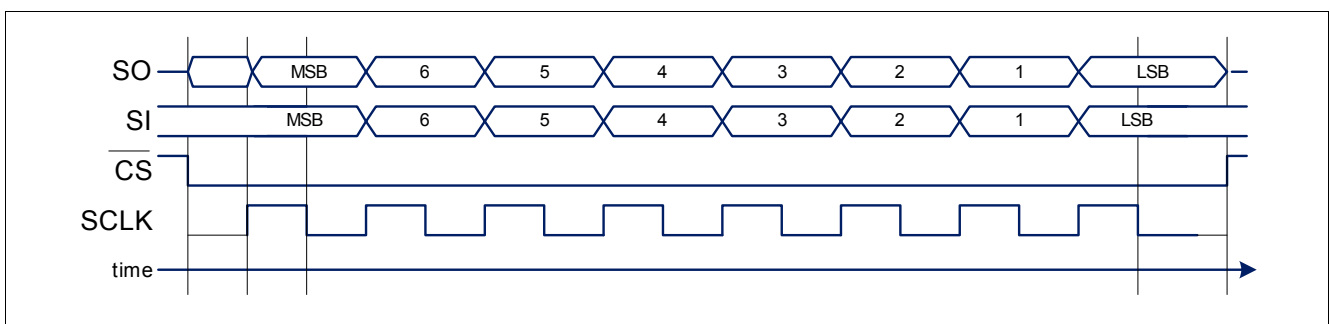 SO MSB 6 5 4 3 2 1 LSB
SI MSB 6 5 4 3 2 1 LSB
CS
SCLK
time